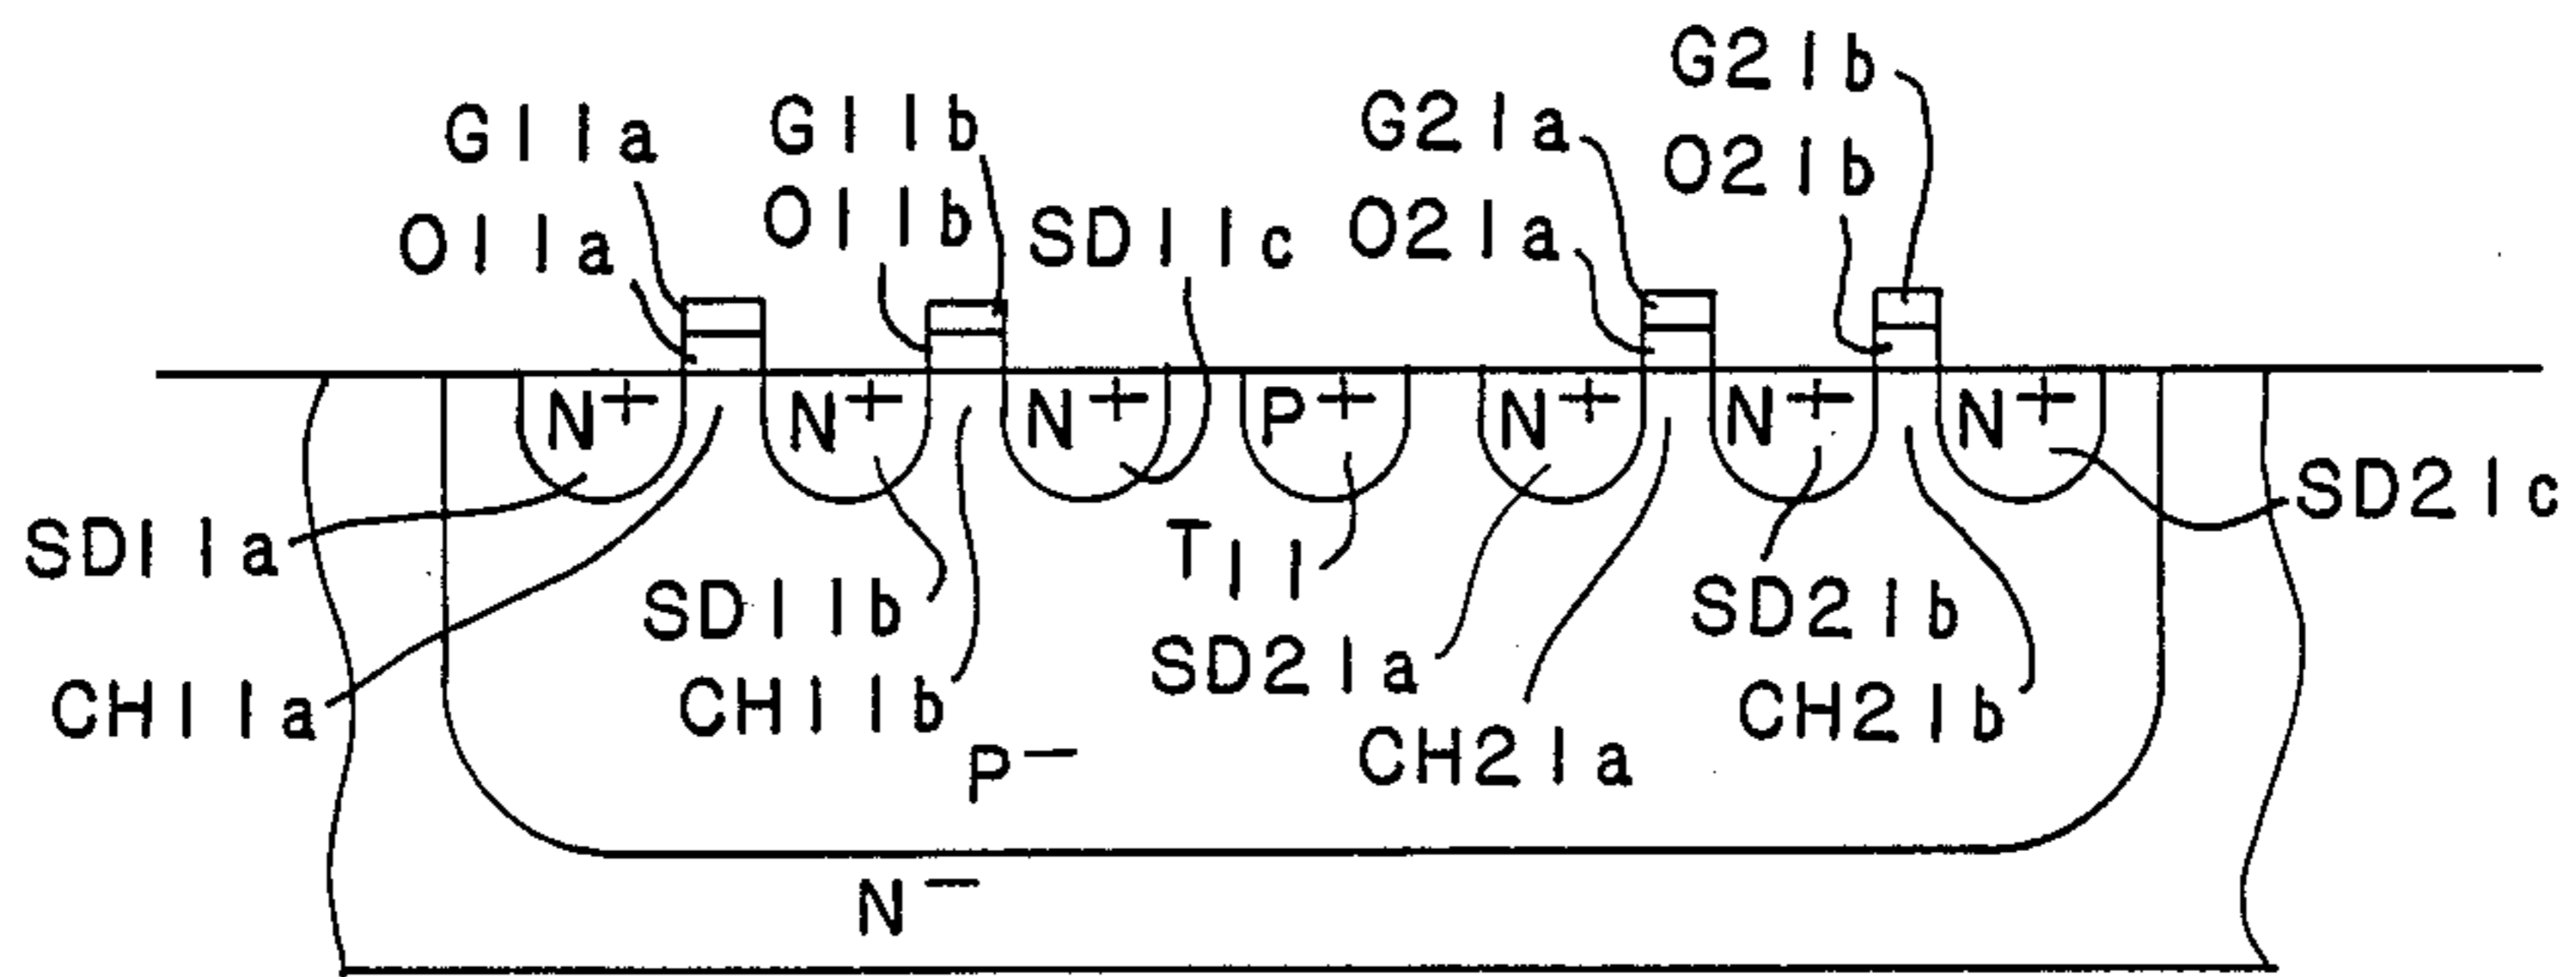 G21b
G11a
G11b
G21a
O21b
O11a
O11b
SD11c
O21a
N+
N+
N+
P+
N+
N+
N+
SD11a
SD21c
T11
SD11b
SD21b
SD21a
CH11a
CH11b
CH21b
P-
CH21a
N-